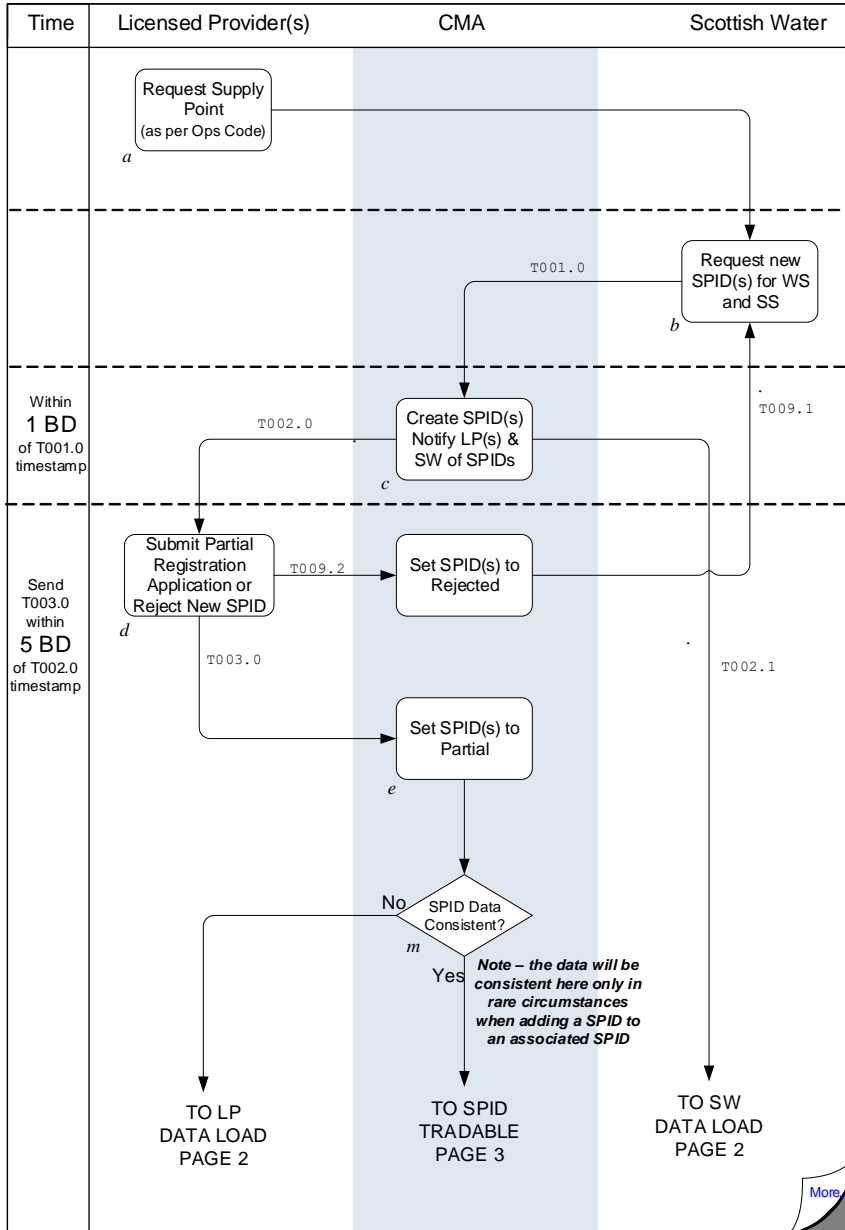 Time
Licensed Provider(s)
CMA
Scottish Water
Request Supply
Point
(as per Ops Code)
a
Request new
SPID(s) for WS
and SS
b
T001.0
Within
1 BD
of T001.0
timestamp
T002.0
Create SPID(s)
Notify LP(s) &
SW of SPIDs
c
T009.1
Send
T003.0
within
5 BD
of T002.0
timestamp
Submit Partial
Registration
Application or
Reject New SPID
d
T009.2
Set SPID(s) to
Rejected
T003.0
T002.1
Set SPID(s) to
Partial
e
No
SPID Data
Consistent?
m
Yes
Note – the data will be
consistent here only in
rare circumstances
when adding a SPID to
an associated SPID
TO LP
DATA LOAD
PAGE 2
TO SPID
TRADABLE
PAGE 3
TO SW
DATA LOAD
PAGE 2